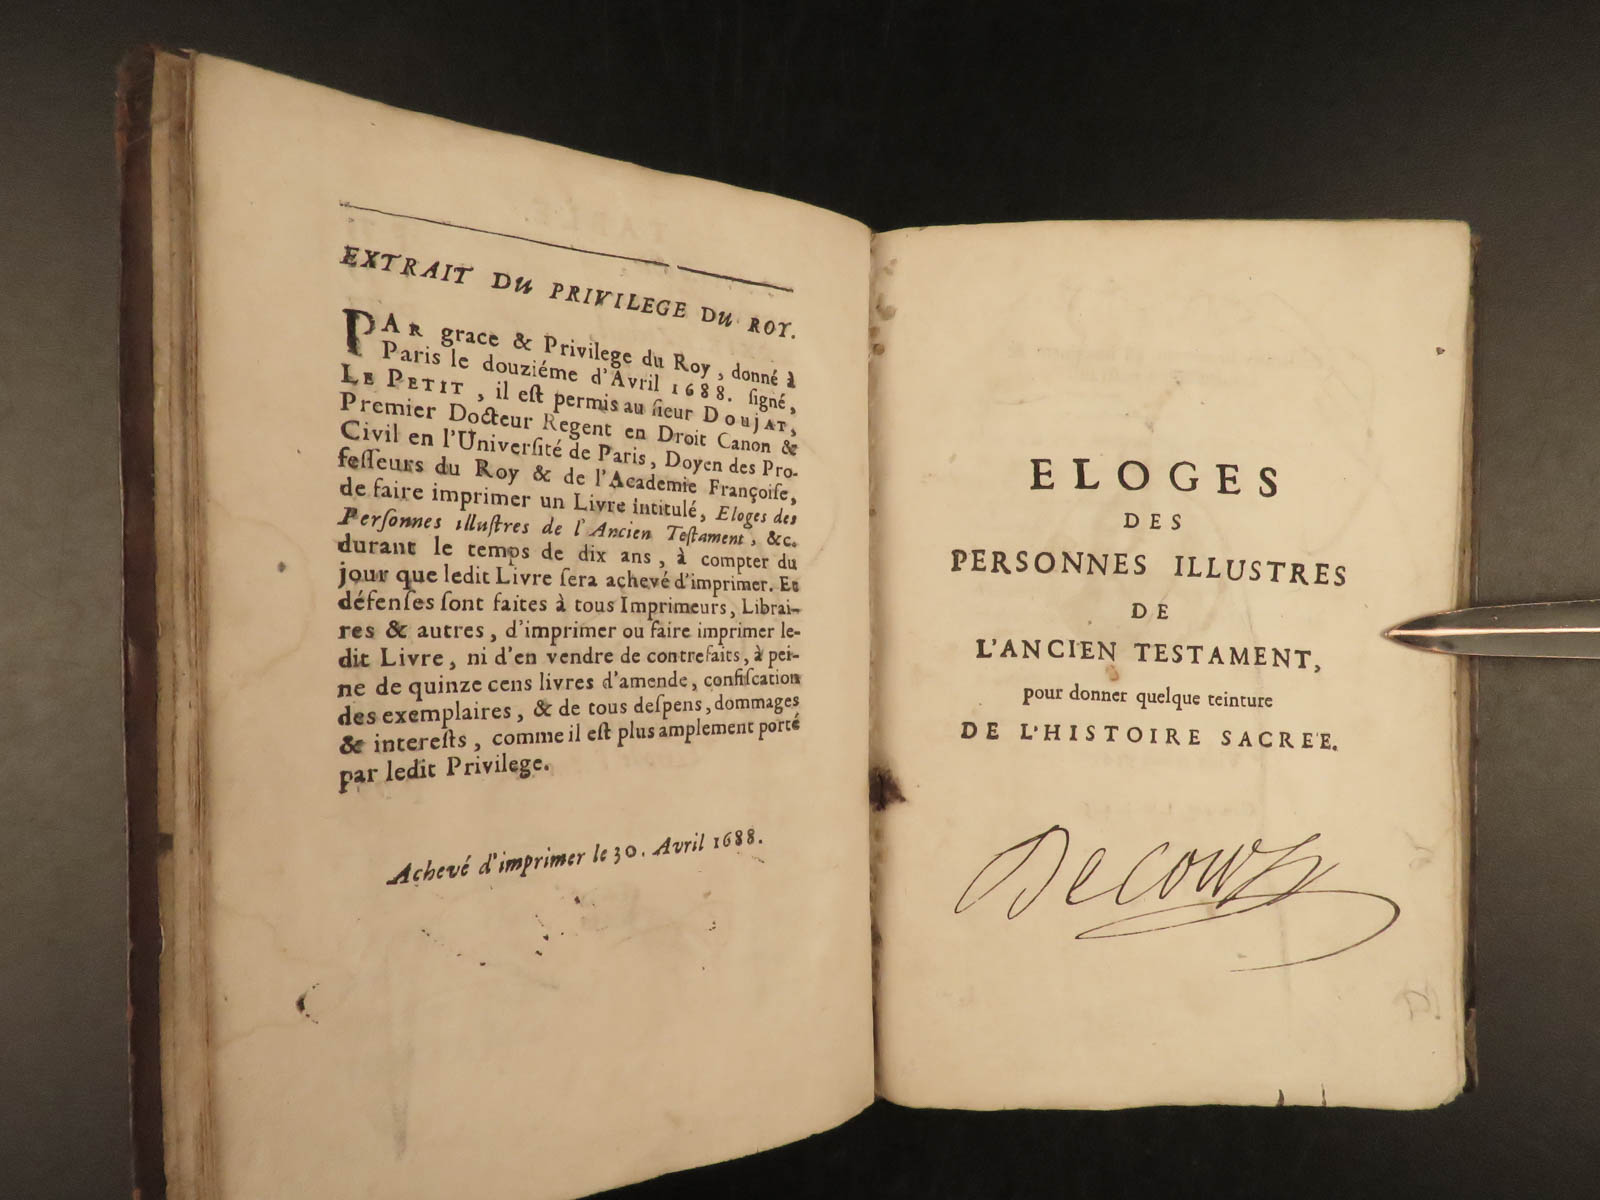 EXTRAIT DU PRIVILEGE DU ROY.
PAR grace & Privilege du Roy, donné à
Paris le douziéme d'Avril 1688. ſigné,
LE PETIT, il eſt permis au ſieur DOUJAT,
Premier Docteur Regent en Droit Canon &
Civil en l'Univerſité de Paris, Doyen des Pro-
feſſeurs du Roy & de l'Academie Françoiſe,
de faire imprimer un Livre intitulé, Eloges des
Perſonnes illuſtres de l'Ancien Teſtament, &c.
durant le temps de dix ans, à compter du
jour que ledit Livre ſera achevé d'imprimer. Et
défenſes ſont faites à tous Imprimeurs, Librai-
res & autres, d'imprimer ou faire imprimer le-
dit Livre, ni d'en vendre de contrefaits, à pei-
ne de quinze cens livres d'amende, confiſcation
des exemplaires, & de tous deſpens, dommages
& intereſts, comme il eſt plus amplement porté
par ledit Privilege.
Achevé d'imprimer le 30. Avril 1688.
ELOGES
DES
PERSONNES ILLUSTRES
DE
L'ANCIEN TESTAMENT,
pour donner quelque teinture
DE L'HISTOIRE SACRE'E.